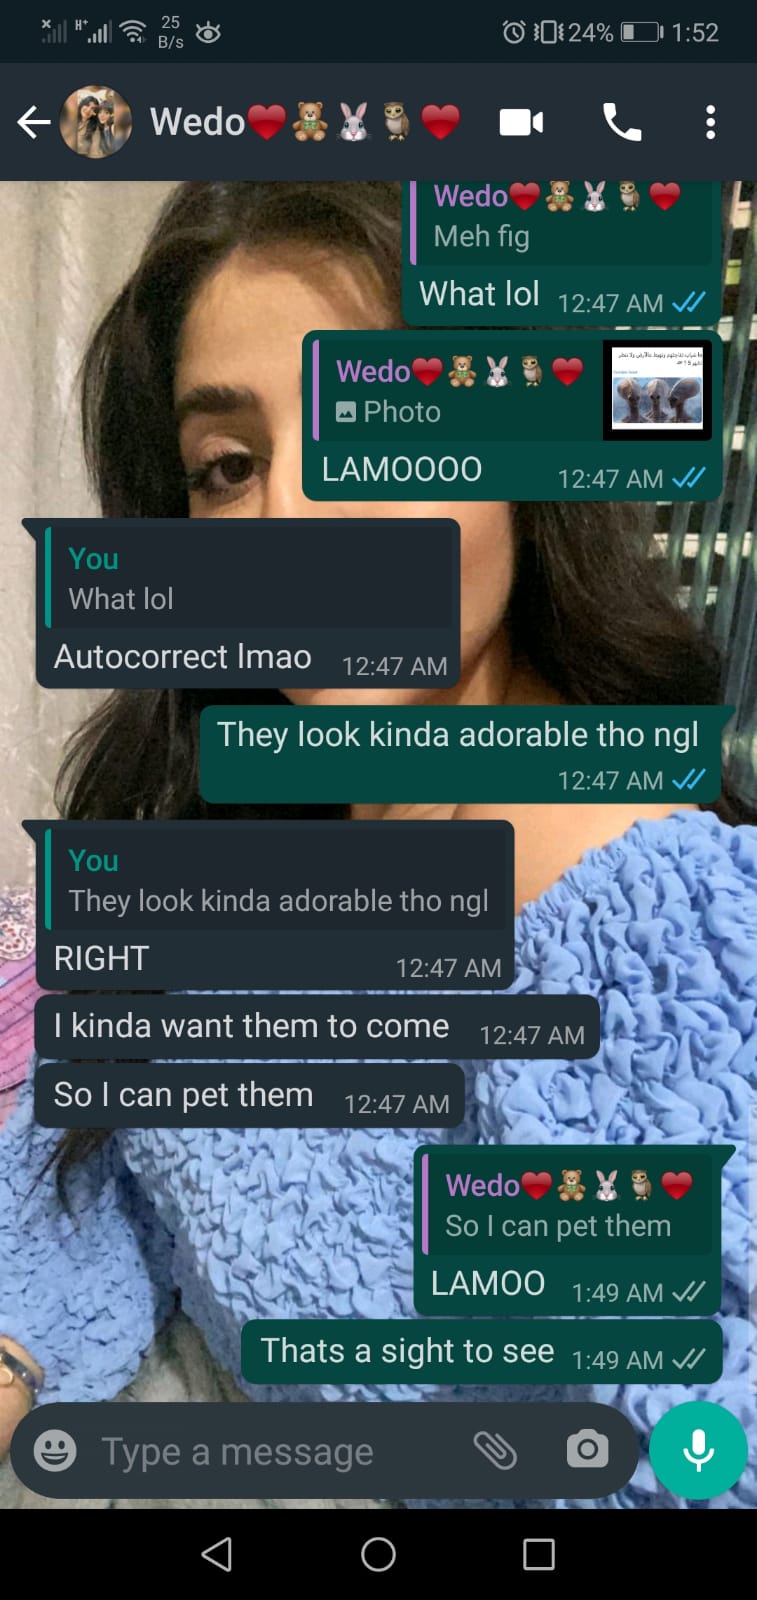 25
B/s
24%
1:52
Wedo❤️🧸🐰🦉❤️
Wedo❤️🧸🐰🦉❤️
Meh fig
What lol 12:47 AM
Wedo❤️🧸🐰🦉❤️
Photo
LAMOOOO 12:47 AM
You
What lol
Autocorrect lmao 12:47 AM
They look kinda adorable tho ngl
12:47 AM
You
They look kinda adorable tho ngl
RIGHT 12:47 AM
I kinda want them to come 12:47 AM
So I can pet them 12:47 AM
Wedo❤️🧸🐰🦉❤️
So I can pet them
LAMOO 1:49 AM
Thats a sight to see 1:49 AM
Type a message